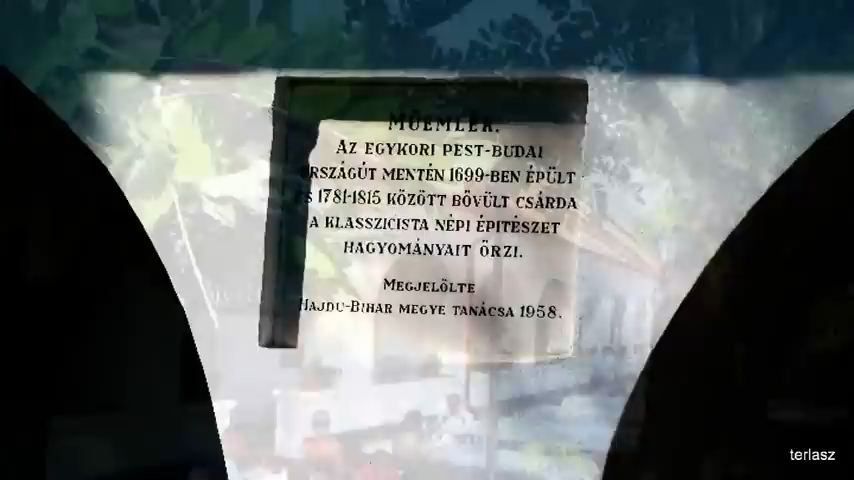 MŰEMLÉK.
AZ EGYKORI PEST-BUDAI
ORSZÁGÚT MENTÉN 1699-BEN ÉPÜLT
ÉS 1781-1815 KÖZÖTT BŐVÜLT CSÁRDA
A KLASSZICISTA NÉPI ÉPITÉSZET
HAGYOMÁNYAIT ŐRZI.
MEGJELÖLTE
HAJDU-BIHAR MEGYE TANÁCSA 1958.
terlasz